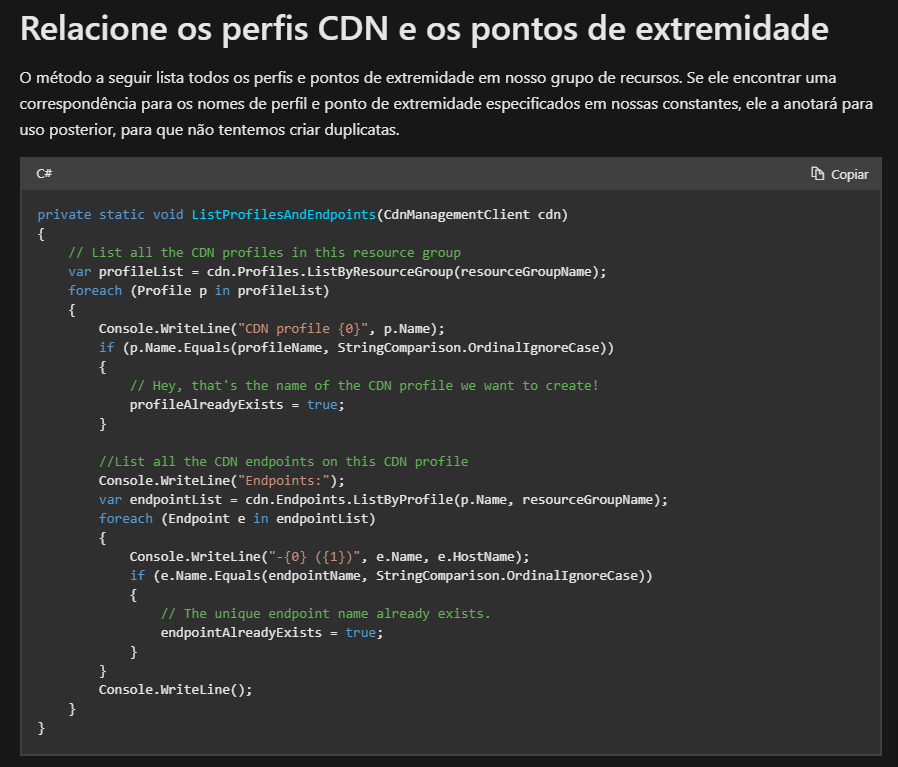 Relacione os perfis CDN e os pontos de extremidade
O método a seguir lista todos os perfis e pontos de extremidade em nosso grupo de recursos. Se ele encontrar uma
correspondência para os nomes de perfil e ponto de extremidade especificados em nossas constantes, ele a anotará para
uso posterior, para que não tentemos criar duplicatas.
C#
Copiar
private static void ListProfilesAndEndpoints(CdnManagementClient cdn)
{
    // List all the CDN profiles in this resource group
    var profileList = cdn.Profiles.ListByResourceGroup(resourceGroupName);
    foreach (Profile p in profileList)
    {
        Console.WriteLine("CDN profile {0}", p.Name);
        if (p.Name.Equals(profileName, StringComparison.OrdinalIgnoreCase))
        {
            // Hey, that's the name of the CDN profile we want to create!
            profileAlreadyExists = true;
        }

        //List all the CDN endpoints on this CDN profile
        Console.WriteLine("Endpoints:");
        var endpointList = cdn.Endpoints.ListByProfile(p.Name, resourceGroupName);
        foreach (Endpoint e in endpointList)
        {
            Console.WriteLine("-{0} ({1})", e.Name, e.HostName);
            if (e.Name.Equals(endpointName, StringComparison.OrdinalIgnoreCase))
            {
                // The unique endpoint name already exists.
                endpointAlreadyExists = true;
            }
        }
        Console.WriteLine();
    }
}